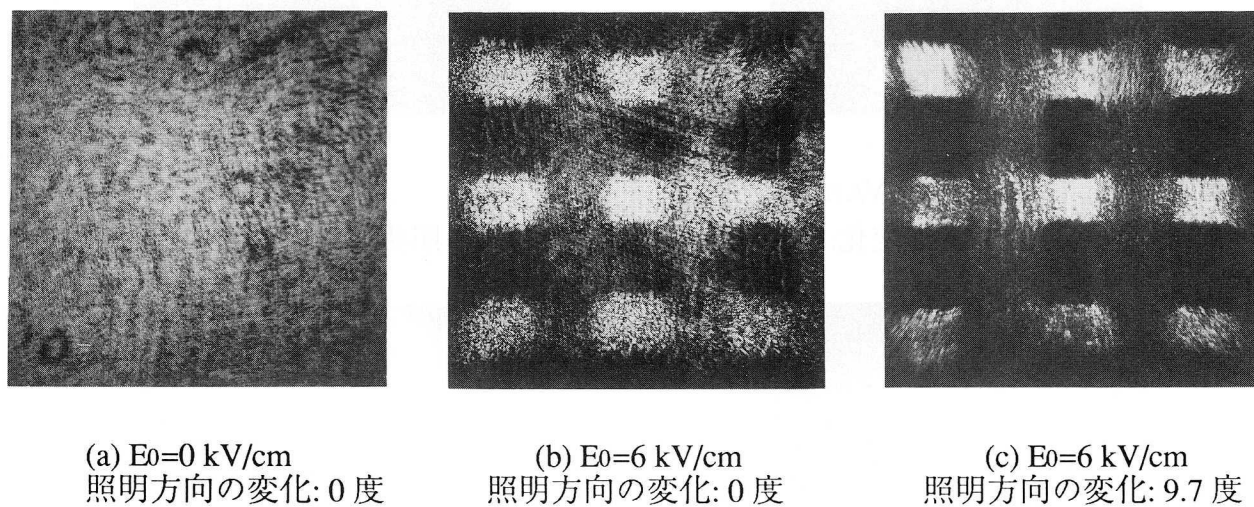 (a) E0=0 kV/cm
照明方向の変化: 0 度
(b) E0=6 kV/cm
照明方向の変化: 0 度
(c) E0=6 kV/cm
照明方向の変化: 9.7 度